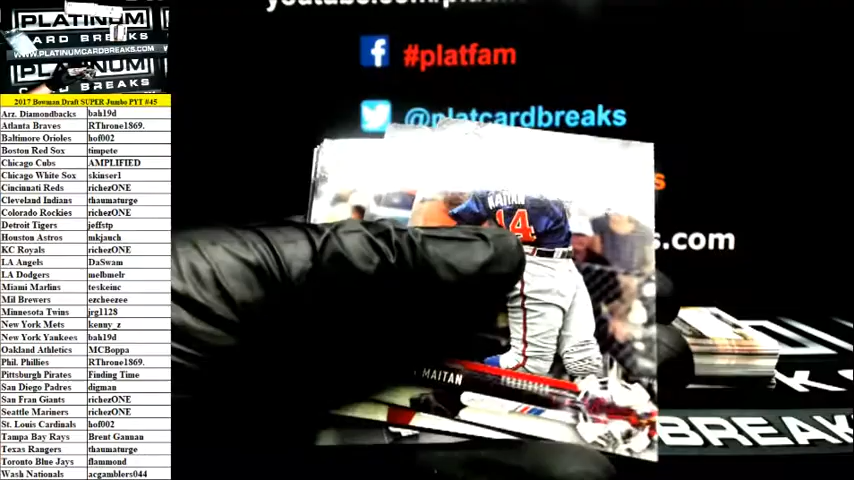 youtube.com/platinum
PLATINUM
CARD BREAKS
WWW.PLATINUMCARDBREAKS.COM
PLATINUM
CARD BREAKS
#platfam
@platcardbreaks
s.com
MAITAN
14
MAITAN
BREAK
2017 Bowman Draft SUPER Jumbo PYT #45
Arz. Diamondbacks bah19d
Atlanta Braves RThrone1869.
Baltimore Orioles hof002
Boston Red Sox timpete
Chicago Cubs AMPLIFIED
Chicago White Sox skinser1
Cincinnati Reds richezONE
Cleveland Indians thaumaturge
Colorado Rockies richezONE
Detroit Tigers jeffstp
Houston Astros mkjauch
KC Royals richezONE
LA Angels DaSwam
LA Dodgers melbmelr
Miami Marlins teskeinc
Mil Brewers ezcheezee
Minnesota Twins jrg1128
New York Mets kenny_z
New York Yankees bah19d
Oakland Athletics MCBoppa
Phil. Phillies RThrone1869.
Pittsburgh Pirates Finding Time
San Diego Padres digman
San Fran Giants richezONE
Seattle Mariners richezONE
St. Louis Cardinals hof002
Tampa Bay Rays Brent Gannan
Texas Rangers thaumaturge
Toronto Blue Jays flammond
Wash Nationals acgamblers044